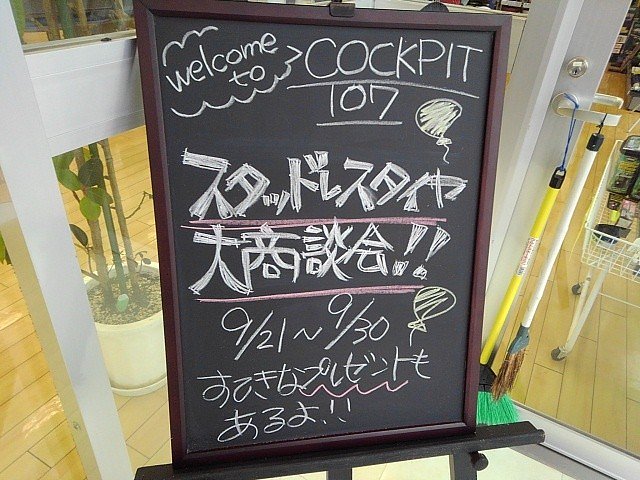 welcome
to
COCKPIT
107
スタッドレスタイヤ
大商談会!!
9/21～9/30
すてきなプレゼントも
あるよ!!